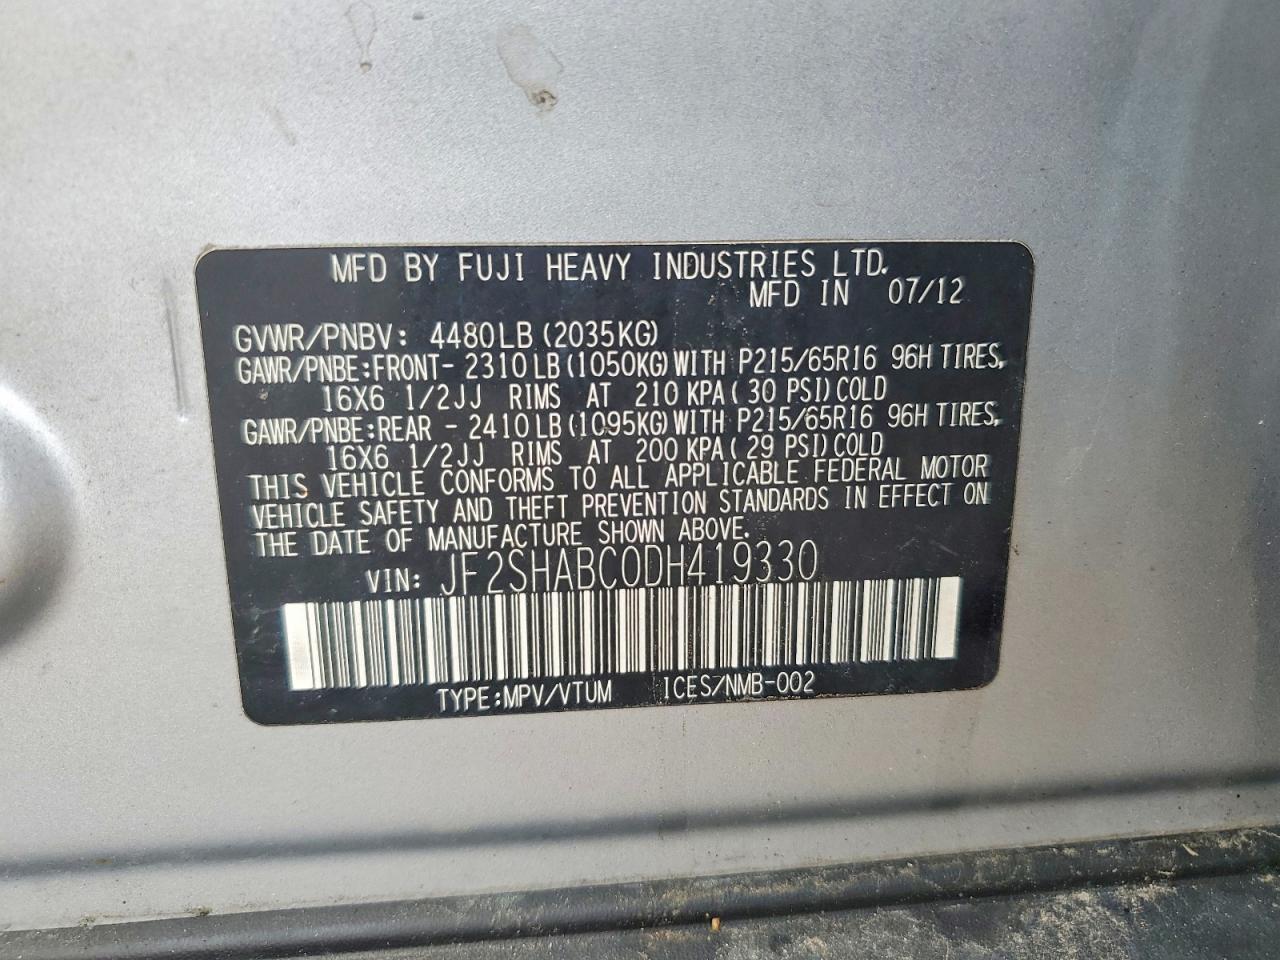 MFD BY FUJI HEAVY INDUSTRIES LTD.
MFD IN 07/12
GVWR/PNBV: 4480LB(2035KG)
GAWR/PNBE:FRONT- 2310LB(1050KG)WITH P215/65R16 96H TIRES,
16X6 1/2JJ RIMS AT 210 KPA(30 PSI)COLD
GAWR/PNBE:REAR - 2410LB(1095KG)WITH P215/65R16 96H TIRES,
16X6 1/2JJ RIMS AT 200 KPA(29 PSI)COLD
THIS VEHICLE CONFORMS TO ALL APPLICABLE FEDERAL MOTOR
VEHICLE SAFETY AND THEFT PREVENTION STANDARDS IN EFFECT ON
THE DATE OF MANUFACTURE SHOWN ABOVE.
VIN: JF2SHABC0DH419330
TYPE:MPV/VTUM ICES/NMB-002